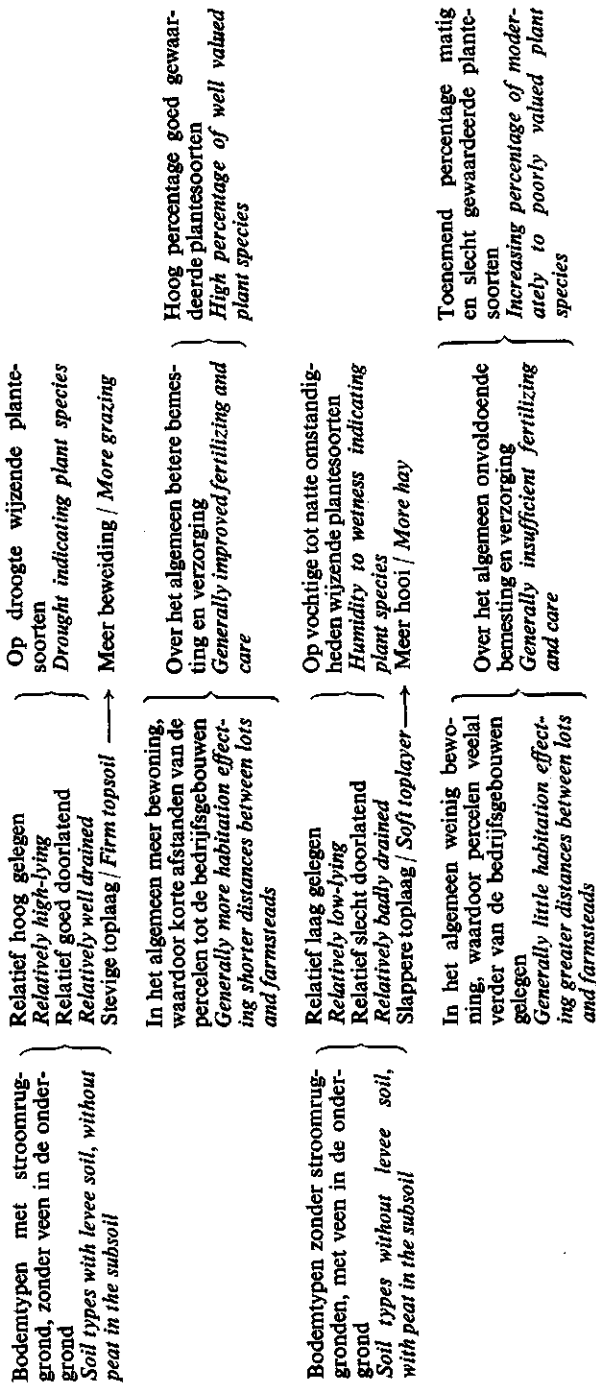 Bodemtypen met stroomrug-
grond, zonder veen in de onder-
grond
Soil types with levee soil, without
peat in the subsoil
Relatief hoog gelegen
Relatively high-lying
Relatief goed doorlatend
Relatively well drained
Stevige toplaag / Firm topsoil
Op droogte wijzende plante-
soorten
Drought indicating plant species
Meer beweiding / More grazing
In het algemeen meer bewoning,
waardoor korte afstanden van de
percelen tot de bedrijfsgebouwen
Generally more habitation effect-
ing shorter distances between lots
and farmsteads
Over het algemeen betere bemes-
ting en verzorging
Generally improved fertilizing and
care
Hoog percentage goed gewaar-
deerde plantesoorten
High percentage of well valued
plant species
Bodemtypen zonder stroomrug-
gronden, met veen in de onder-
grond
Soil types without levee soil,
with peat in the subsoil
Relatief laag gelegen
Relatively low-lying
Relatief slecht doorlatend
Relatively badly drained
Slappere toplaag / Soft toplayer
Op vochtige tot natte omstandig-
heden wijzende plantesoorten
Humidity to wetness indicating
plant species
Meer hooi / More hay
In het algemeen weinig bewo-
ning, waardoor percelen veelal
verder van de bedrijfsgebouwen
gelegen
Generally little habitation effect-
ing greater distances between lots
and farmsteads
Over het algemeen onvoldoende
bemesting en verzorging
Generally insufficient fertilizing
and care
Toenemend percentage matig
en slecht gewaardeerde plante-
soorten
Increasing percentage of moder-
ately to poorly valued plant
species